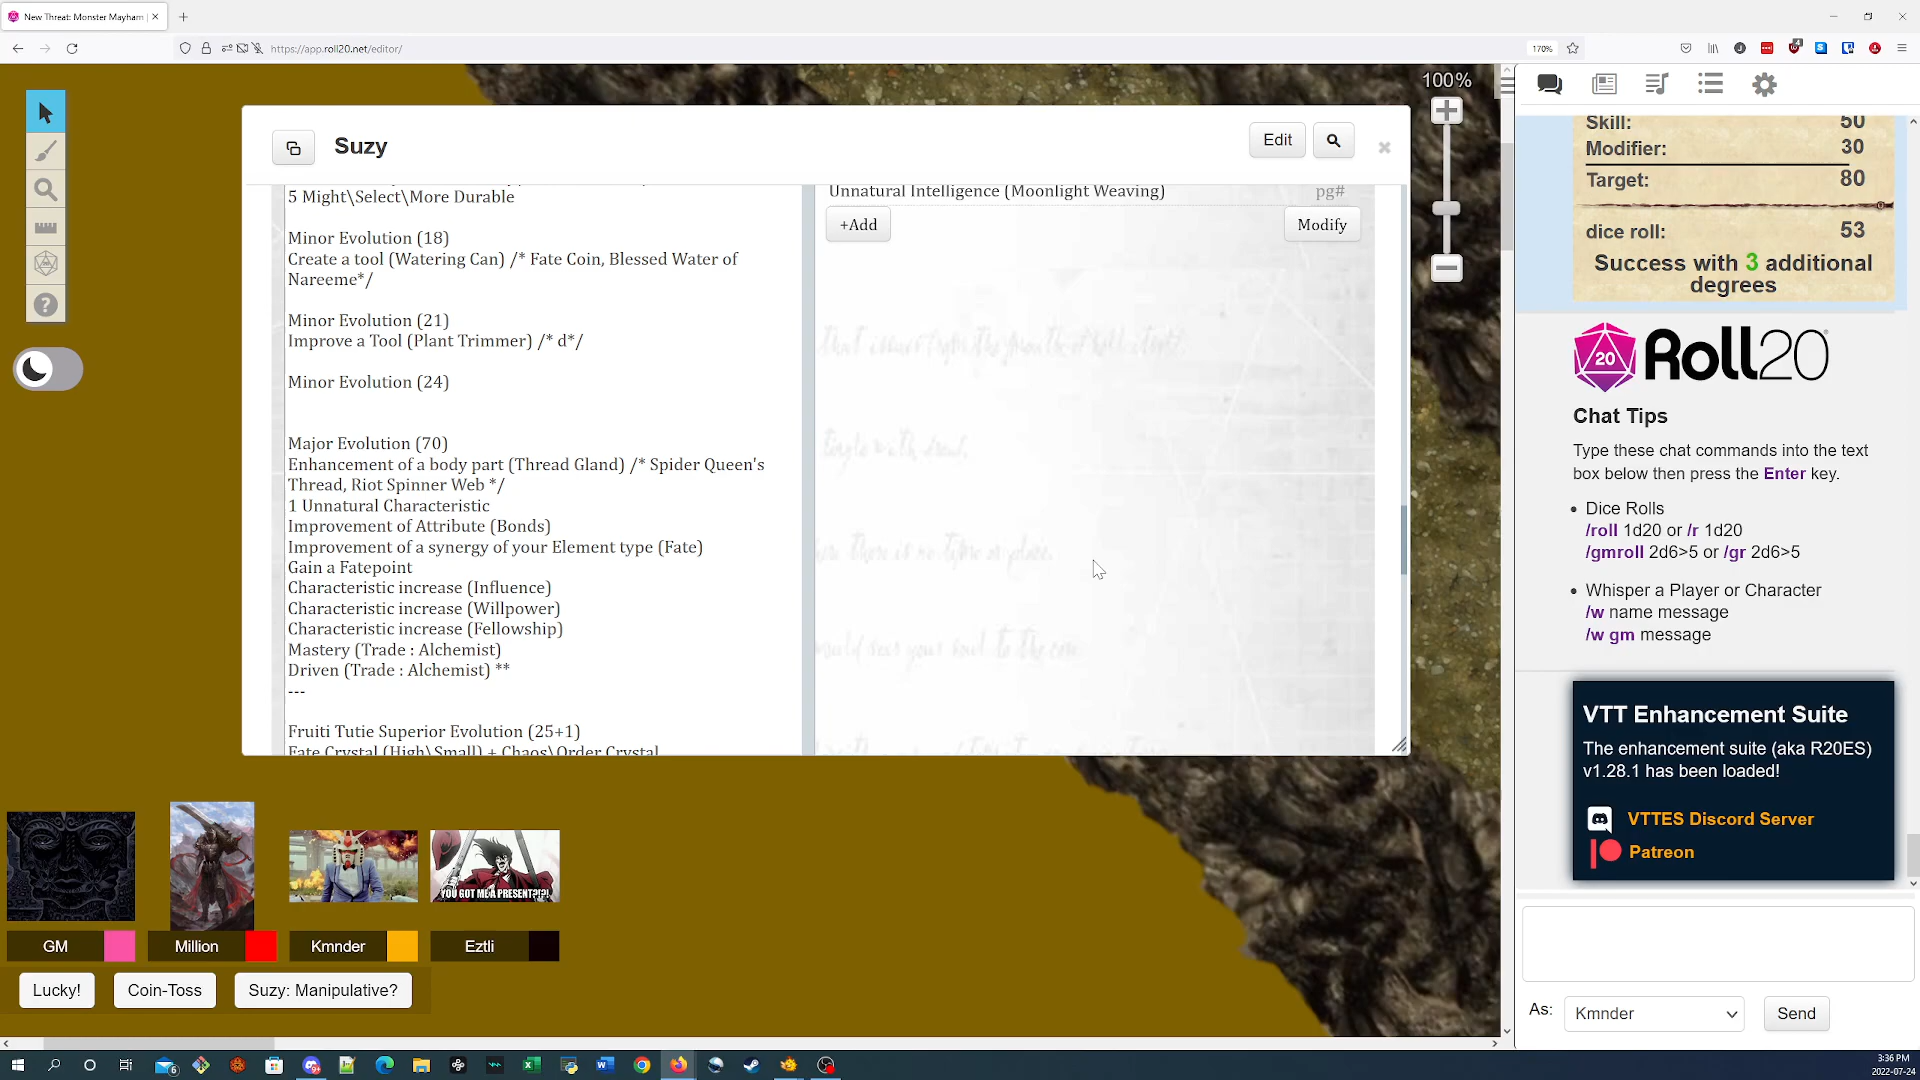 New Threat: Monster Mayham
https://app.roll20.net/editor/
170%
4
100%
Suzy
Edit
5 Might\Select\More Durable
Minor Evolution (18)
Create a tool (Watering Can) /* Fate Coin, Blessed Water of
Nareeme*/
Minor Evolution (21)
Improve a Tool (Plant Trimmer) /* d*/
Minor Evolution (24)
Major Evolution (70)
Enhancement of a body part (Thread Gland) /* Spider Queen's
Thread, Riot Spinner Web */
1 Unnatural Characteristic
Improvement of Attribute (Bonds)
Improvement of a synergy of your Element type (Fate)
Gain a Fatepoint
Characteristic increase (Influence)
Characteristic increase (Willpower)
Characteristic increase (Fellowship)
Mastery (Trade : Alchemist)
Driven (Trade : Alchemist) **
---
Fruiti Tutie Superior Evolution (25+1)
Fate Crystal (High\Small) + Chaos\Order Crystal
Unnatural Intelligence (Moonlight Weaving)
pg#
+Add
Modify
Skill: 50
Modifier: 30
Target: 80
dice roll: 53
Success with 3 additional
degrees
20
Roll20
Chat Tips
Type these chat commands into the text
box below then press the Enter key.
• Dice Rolls
/roll 1d20 or /r 1d20
/gmroll 2d6>5 or /gr 2d6>5
• Whisper a Player or Character
/w name message
/w gm message
VTT Enhancement Suite
The enhancement suite (aka R20ES)
v1.28.1 has been loaded!
VTTES Discord Server
Patreon
As:
Kmnder
Send
YOU GOT ME A PRESENT?!?!
GM
Million
Kmnder
Eztli
Lucky!
Coin-Toss
Suzy: Manipulative?
3:36 PM
2022-07-24